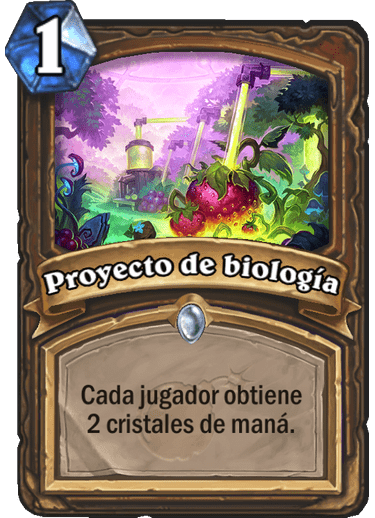 1
Proyecto de biología
Cada jugador obtiene
2 cristales de maná.